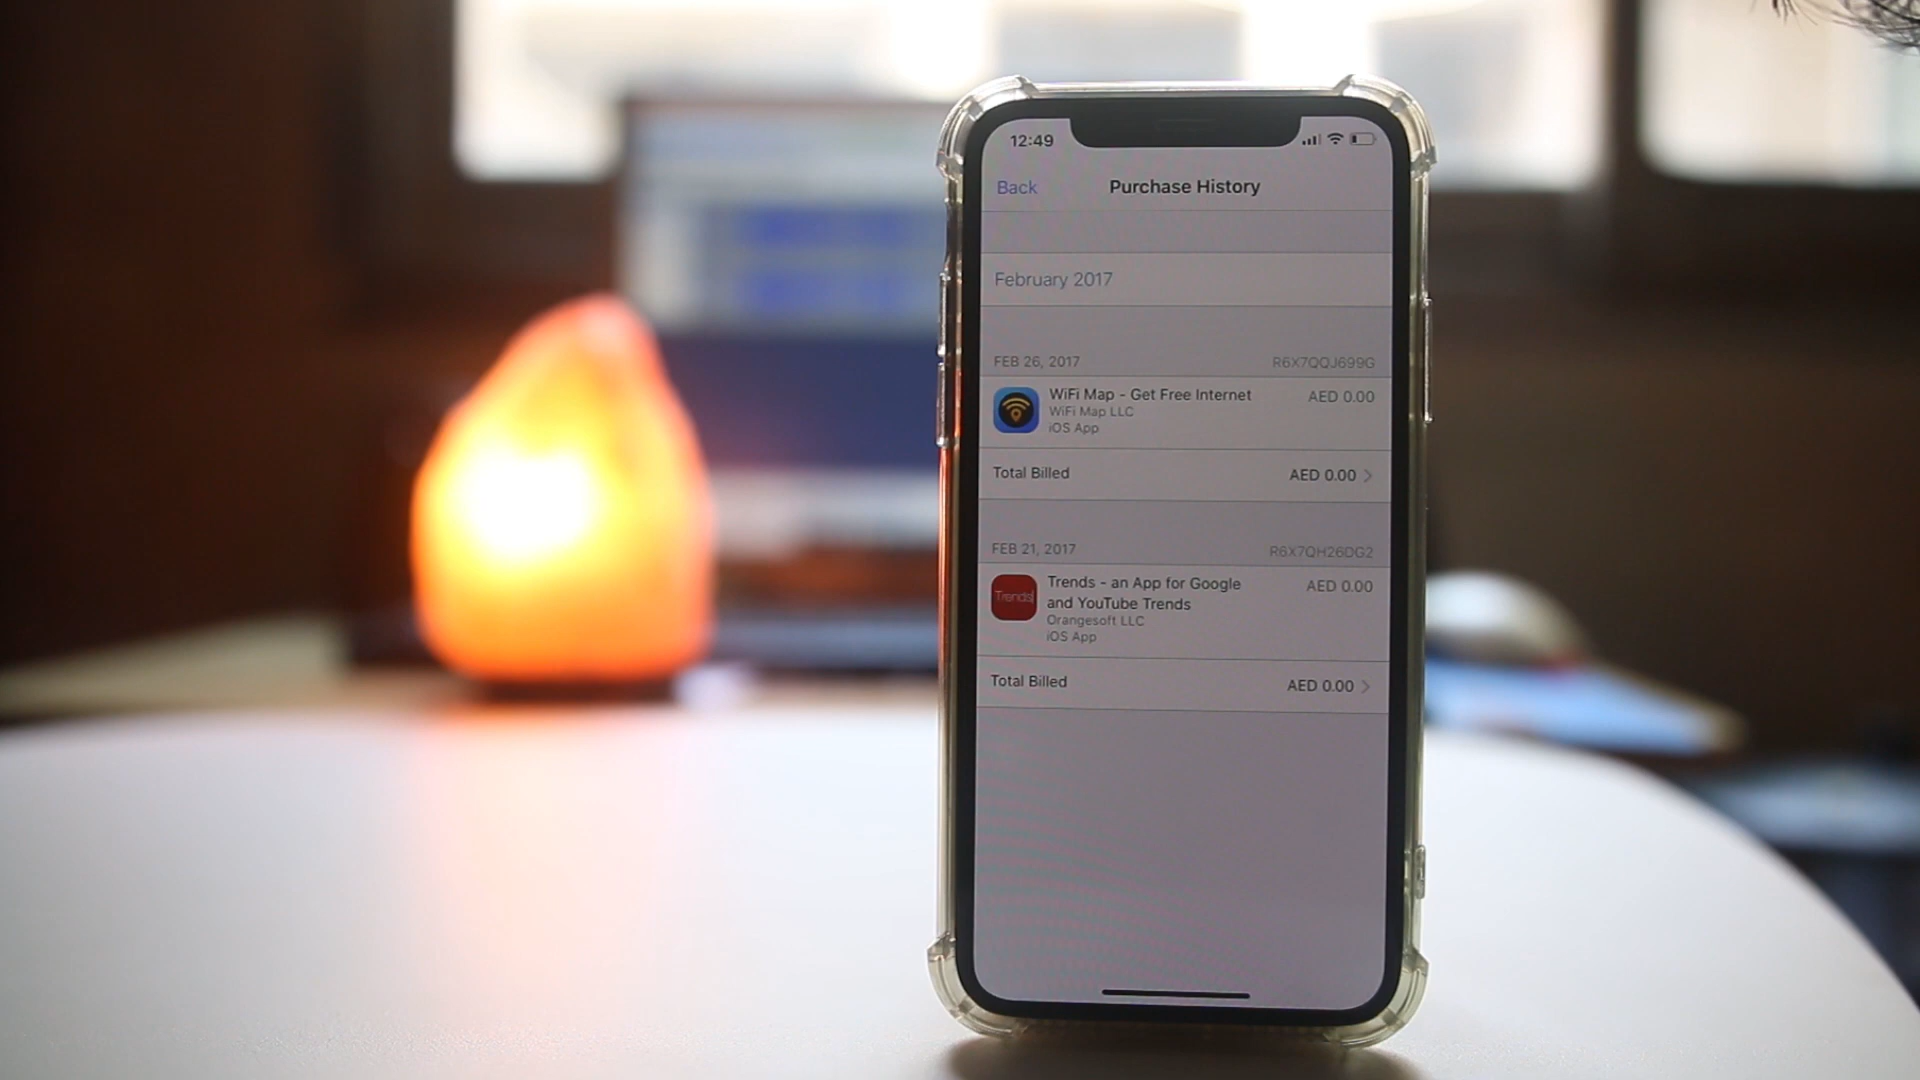 12:49
Back
Purchase History
February 2017
FEB 26, 2017
R6X7QQJ699G
WiFi Map - Get Free Internet
AED 0.00
WiFi Map LLC
iOS App
Total Billed
AED 0.00
FEB 21, 2017
R6X7QH26DG2
Trends
Trends - an App for Google
AED 0.00
and YouTube Trends
Orangesoft LLC
iOS App
Total Billed
AED 0.00